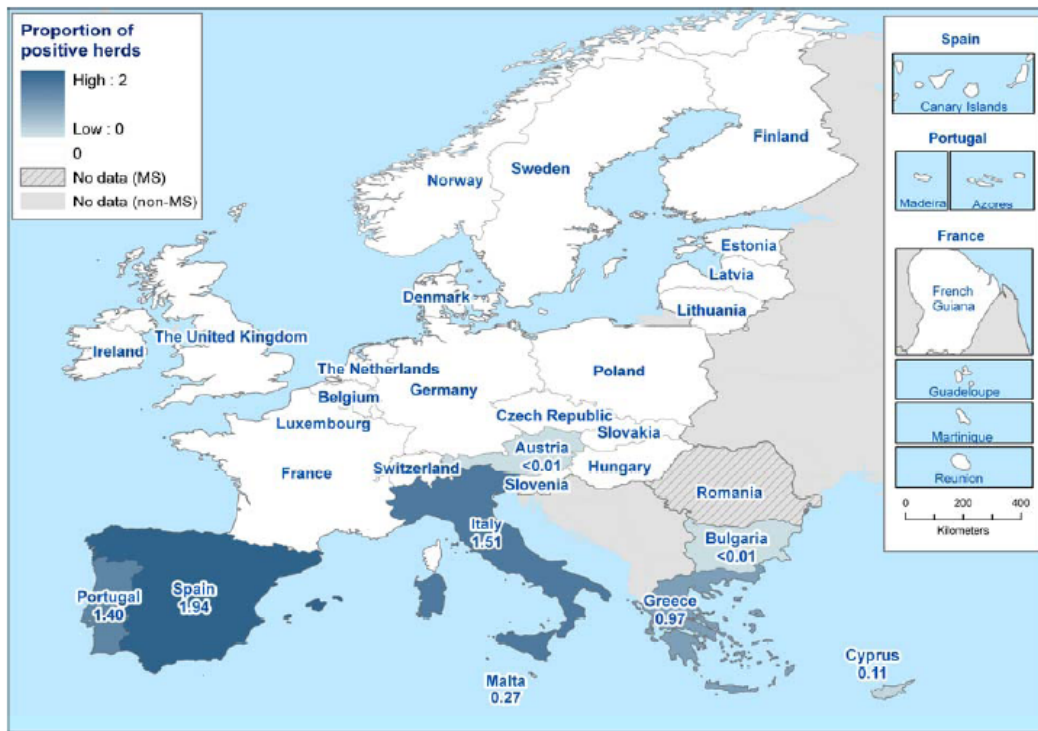 Proportion of
positive herds
High : 2
Low : 0
0
No data (MS)
No data (non-MS)
Norway
Sweden
Finland
Estonia
Latvia
Lithuania
Denmark
The United Kingdom
Ireland
The Netherlands
Belgium
Germany
Poland
Luxembourg
Czech Republic
Slovakia
Austria
<0.01
France
Switzerland
Hungary
Slovenia
Romania
Italy
1.51
Bulgaria
<0.01
Portugal
1.40
Spain
1.94
Greece
0.97
Malta
0.27
Cyprus
0.11
Spain
Canary Islands
Portugal
Madeira
Azores
France
French
Guiana
Guadeloupe
Martinique
Reunion
0 200 400
Kilometers